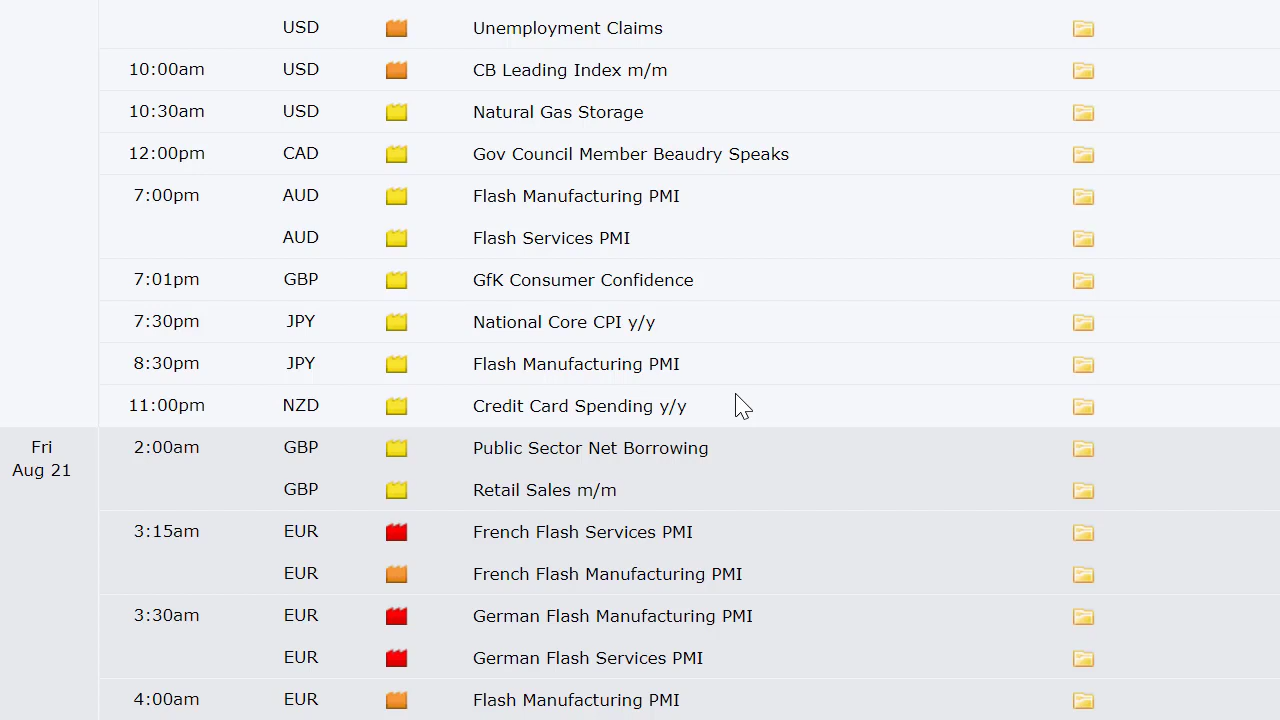 USD Unemployment Claims
10:00am USD CB Leading Index m/m
10:30am USD Natural Gas Storage
12:00pm CAD Gov Council Member Beaudry Speaks
7:00pm AUD Flash Manufacturing PMI
AUD Flash Services PMI
7:01pm GBP GfK Consumer Confidence
7:30pm JPY National Core CPI y/y
8:30pm JPY Flash Manufacturing PMI
11:00pm NZD Credit Card Spending y/y
Fri 2:00am GBP Public Sector Net Borrowing
Aug 21
GBP Retail Sales m/m
3:15am EUR French Flash Services PMI
EUR French Flash Manufacturing PMI
3:30am EUR German Flash Manufacturing PMI
EUR German Flash Services PMI
4:00am EUR Flash Manufacturing PMI